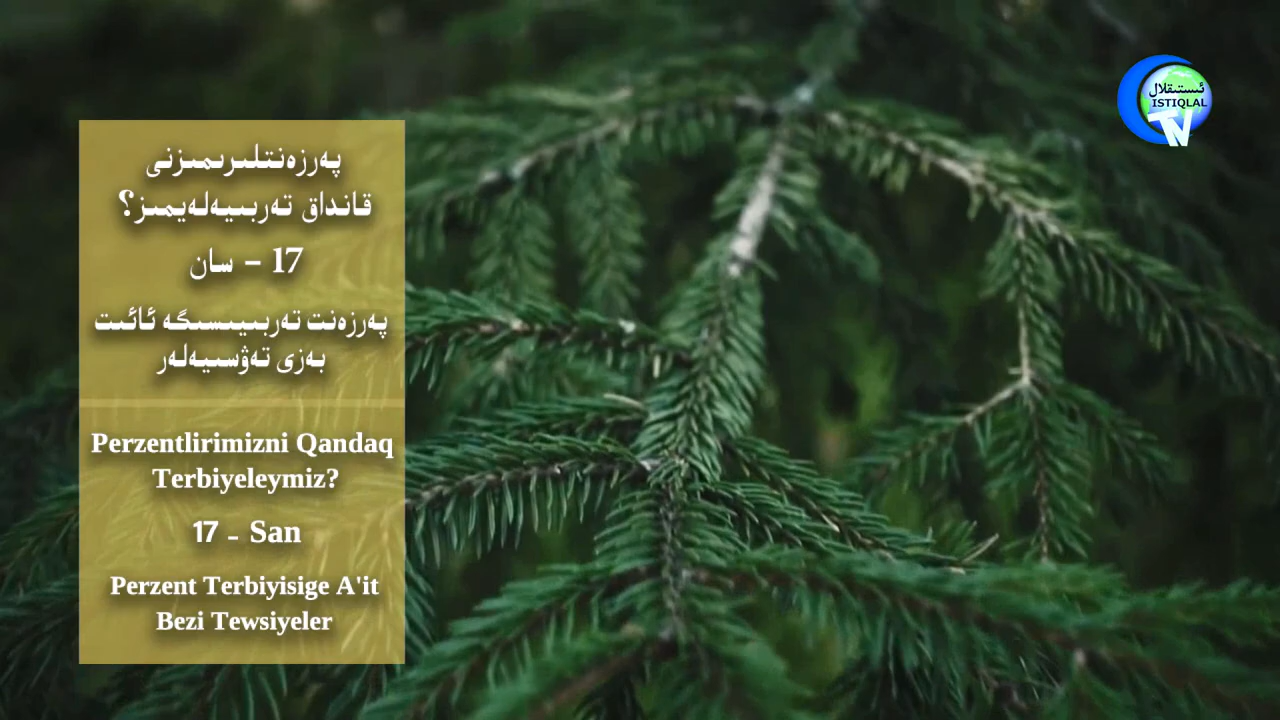 پەرزەنتلىرىمىزنى
قانداق تەربىيەلەيمىز؟
17 - سان
پەرزەنت تەربىيىسىگە ئائىت
بەزى تەۋسىيەلەر
Perzentlirimizni Qandaq
Terbiyeleymiz?
17 - San
Perzent Terbiyisige A'it
Bezi Tewsiyeler
ئىستىقلال
ISTIQLAL
TV